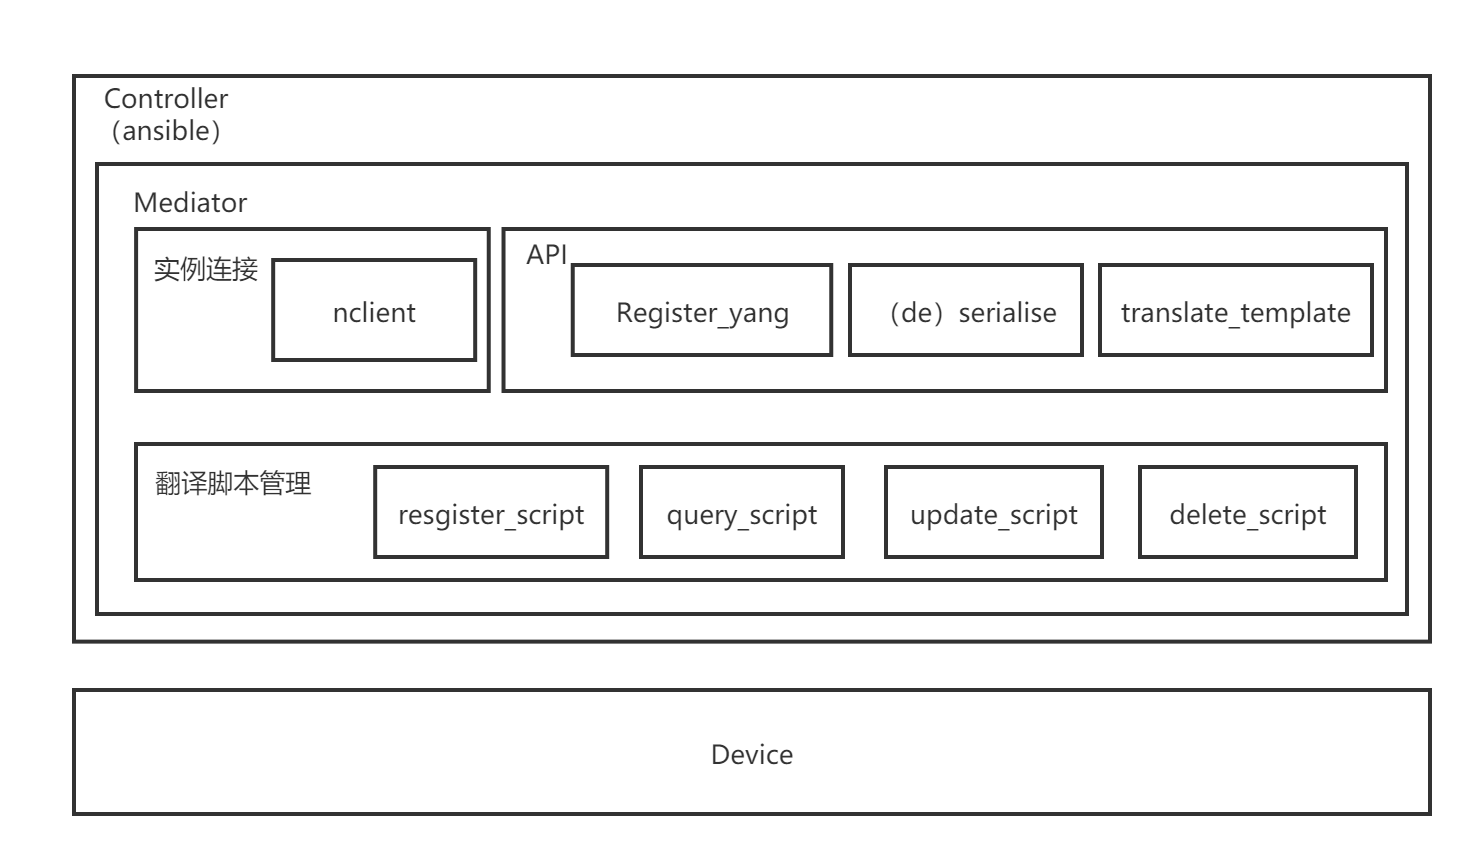 Controller
（ansible）
Mediator
实例连接
nclient
API
Register_yang
（de）serialise
translate_template
翻译脚本管理
resgister_script
query_script
update_script
delete_script
Device